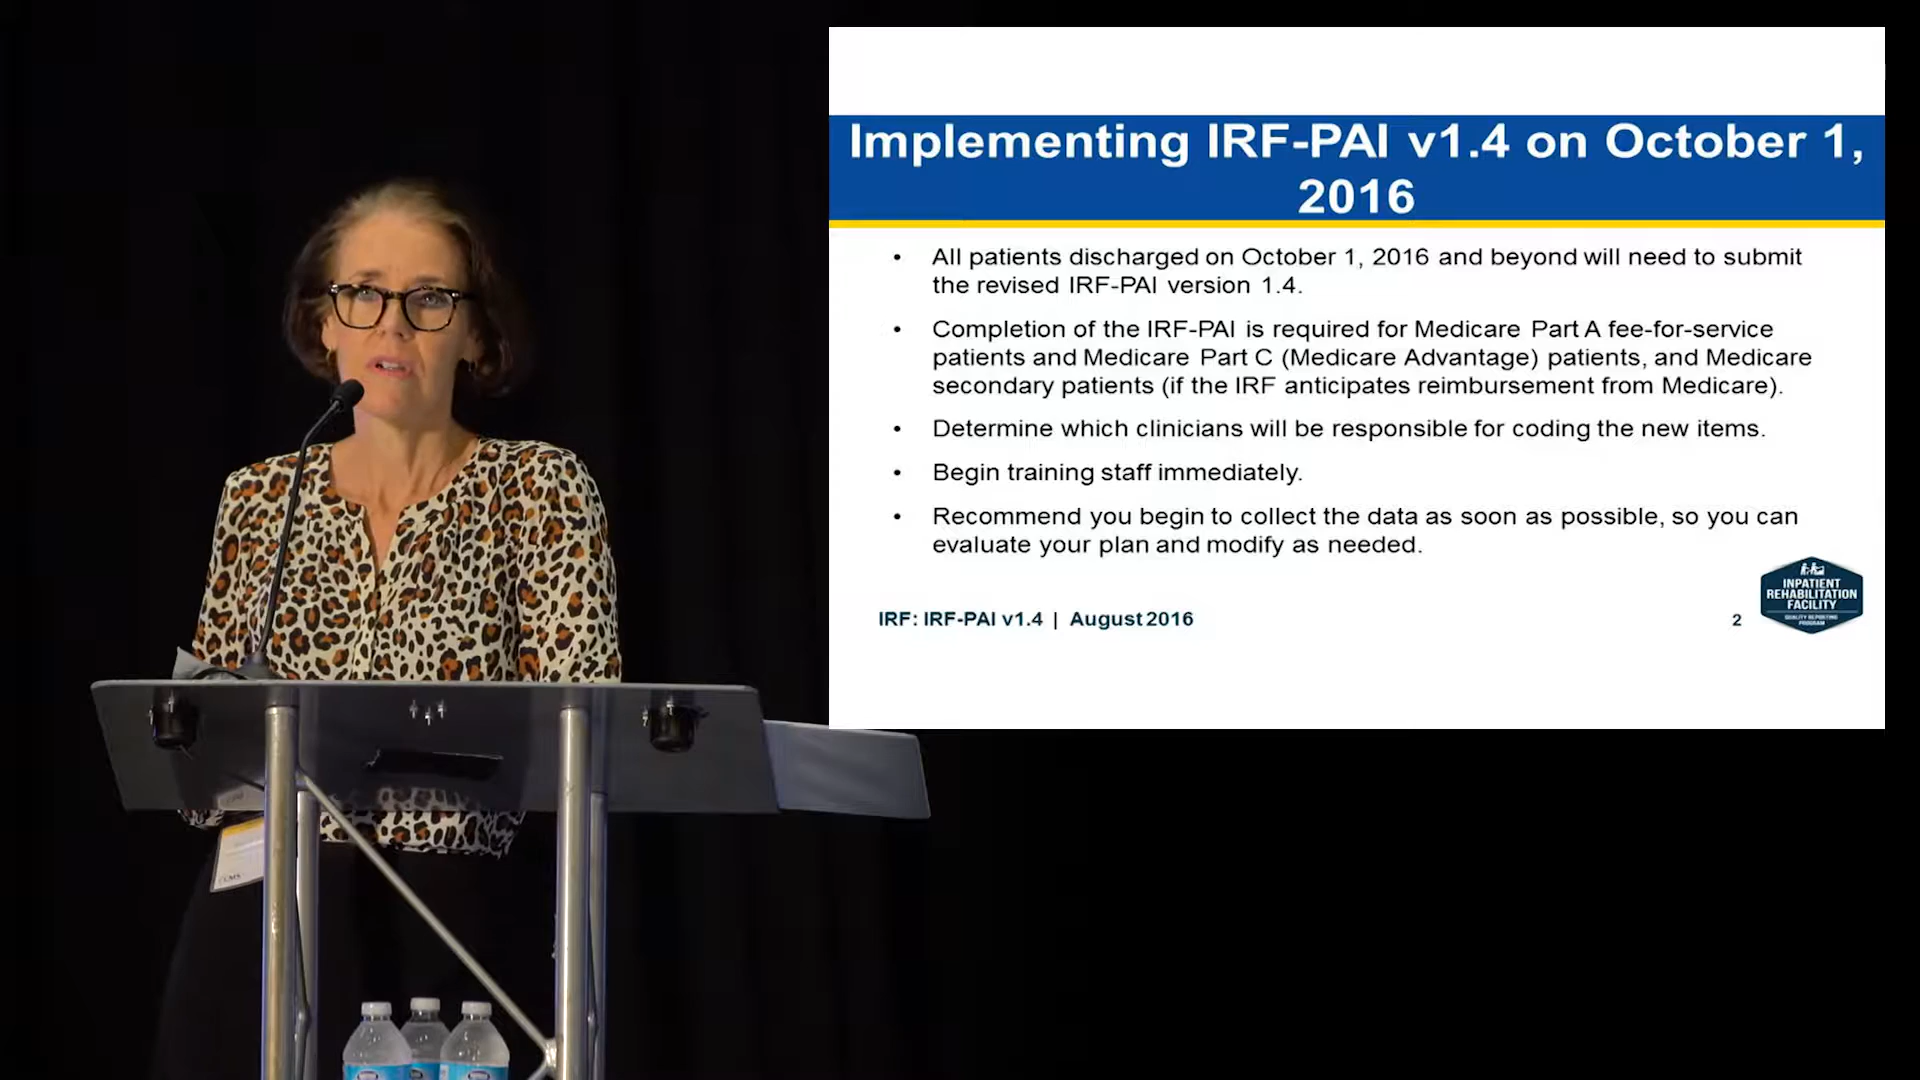 Implementing IRF-PAI v1.4 on October 1,
2016
• All patients discharged on October 1, 2016 and beyond will need to submit
the revised IRF-PAI version 1.4.
• Completion of the IRF-PAI is required for Medicare Part A fee-for-service
patients and Medicare Part C (Medicare Advantage) patients, and Medicare
secondary patients (if the IRF anticipates reimbursement from Medicare).
• Determine which clinicians will be responsible for coding the new items.
• Begin training staff immediately.
• Recommend you begin to collect the data as soon as possible, so you can
evaluate your plan and modify as needed.
IRF: IRF-PAI v1.4 | August 2016
2
INPATIENT
REHABILITATION
FACILITY
QUALITY REPORTING
PROGRAM
CMS